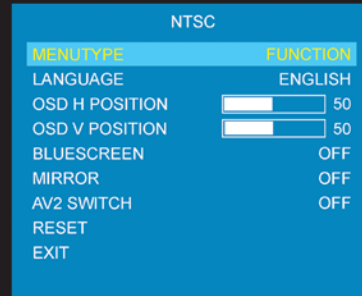 NTSC
MENUTYPE FUNCTION
LANGUAGE ENGLISH
OSD H POSITION 50
OSD V POSITION 50
BLUESCREEN OFF
MIRROR OFF
AV2 SWITCH OFF
RESET
EXIT